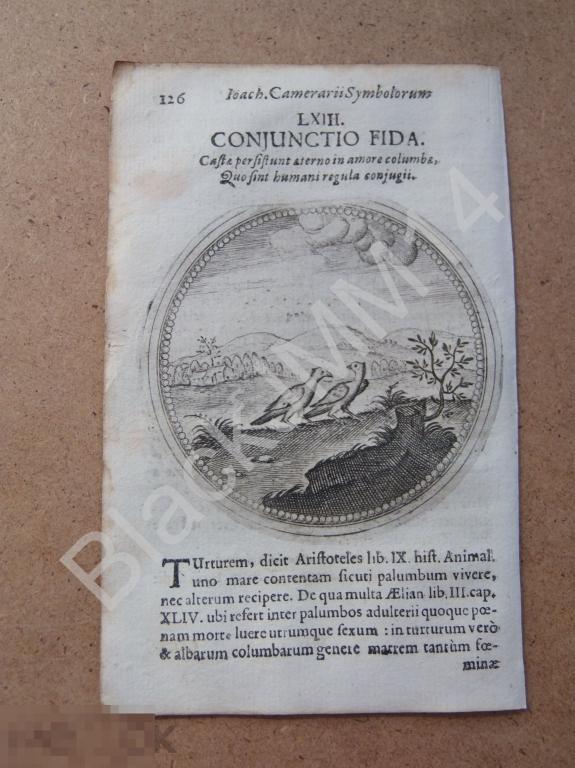 126 Ioach. Camerarii Symbolorum
LXIII.
CONJUNCTIO FIDA.
Castæ persistunt æterno in amore columbæ,
Quo sint humani regula conjugii.
TUrturem, dicit Aristoteles lib. IX. hist. Animal.
uno mare contentam sicuti palumbum vivere,
nec alterum recipere. De qua multa Ælian lib. III. cap.
XLIV. ubi refert inter palumbos adulterii quoque pœ-
nam morte luere utrumque sexum : in turturum verò
& albarum columbarum genere marem tantùm fœ-
minæ